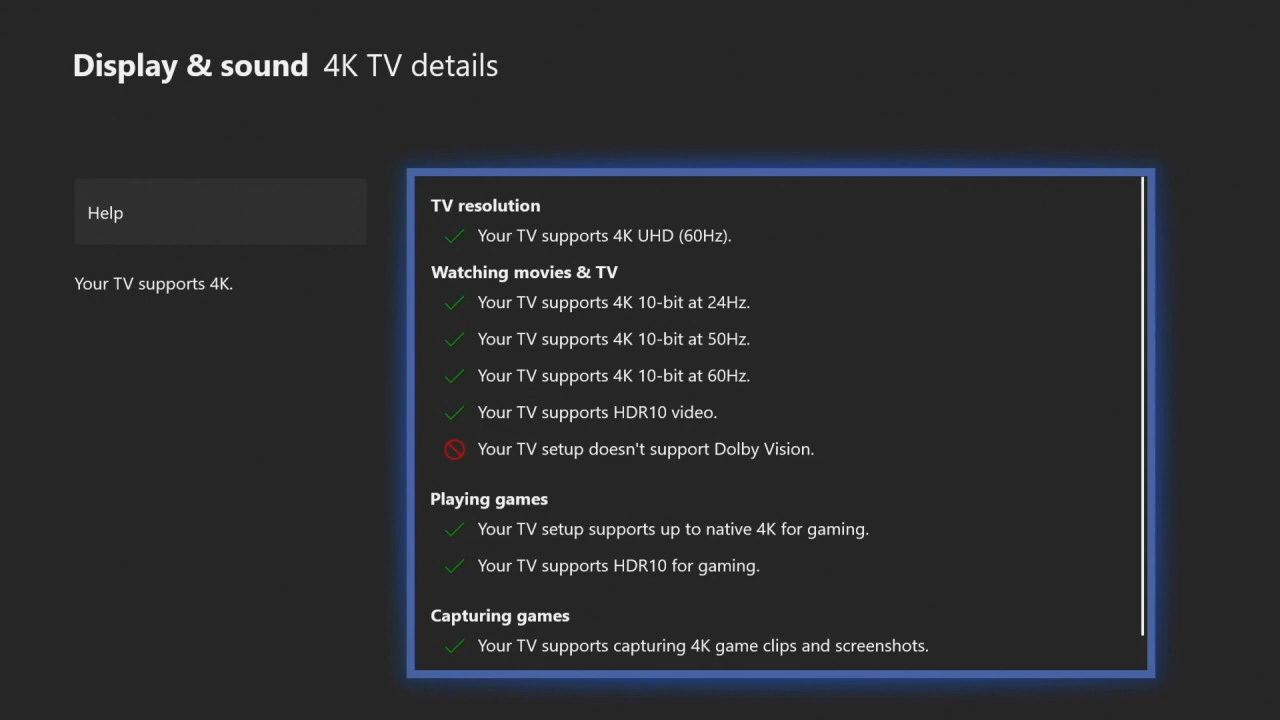 Display & sound 4K TV details
Help
Your TV supports 4K.
TV resolution
Your TV supports 4K UHD (60Hz).
Watching movies & TV
Your TV supports 4K 10-bit at 24Hz.
Your TV supports 4K 10-bit at 50Hz.
Your TV supports 4K 10-bit at 60Hz.
Your TV supports HDR10 video.
Your TV setup doesn't support Dolby Vision.
Playing games
Your TV setup supports up to native 4K for gaming.
Your TV supports HDR10 for gaming.
Capturing games
Your TV supports capturing 4K game clips and screenshots.